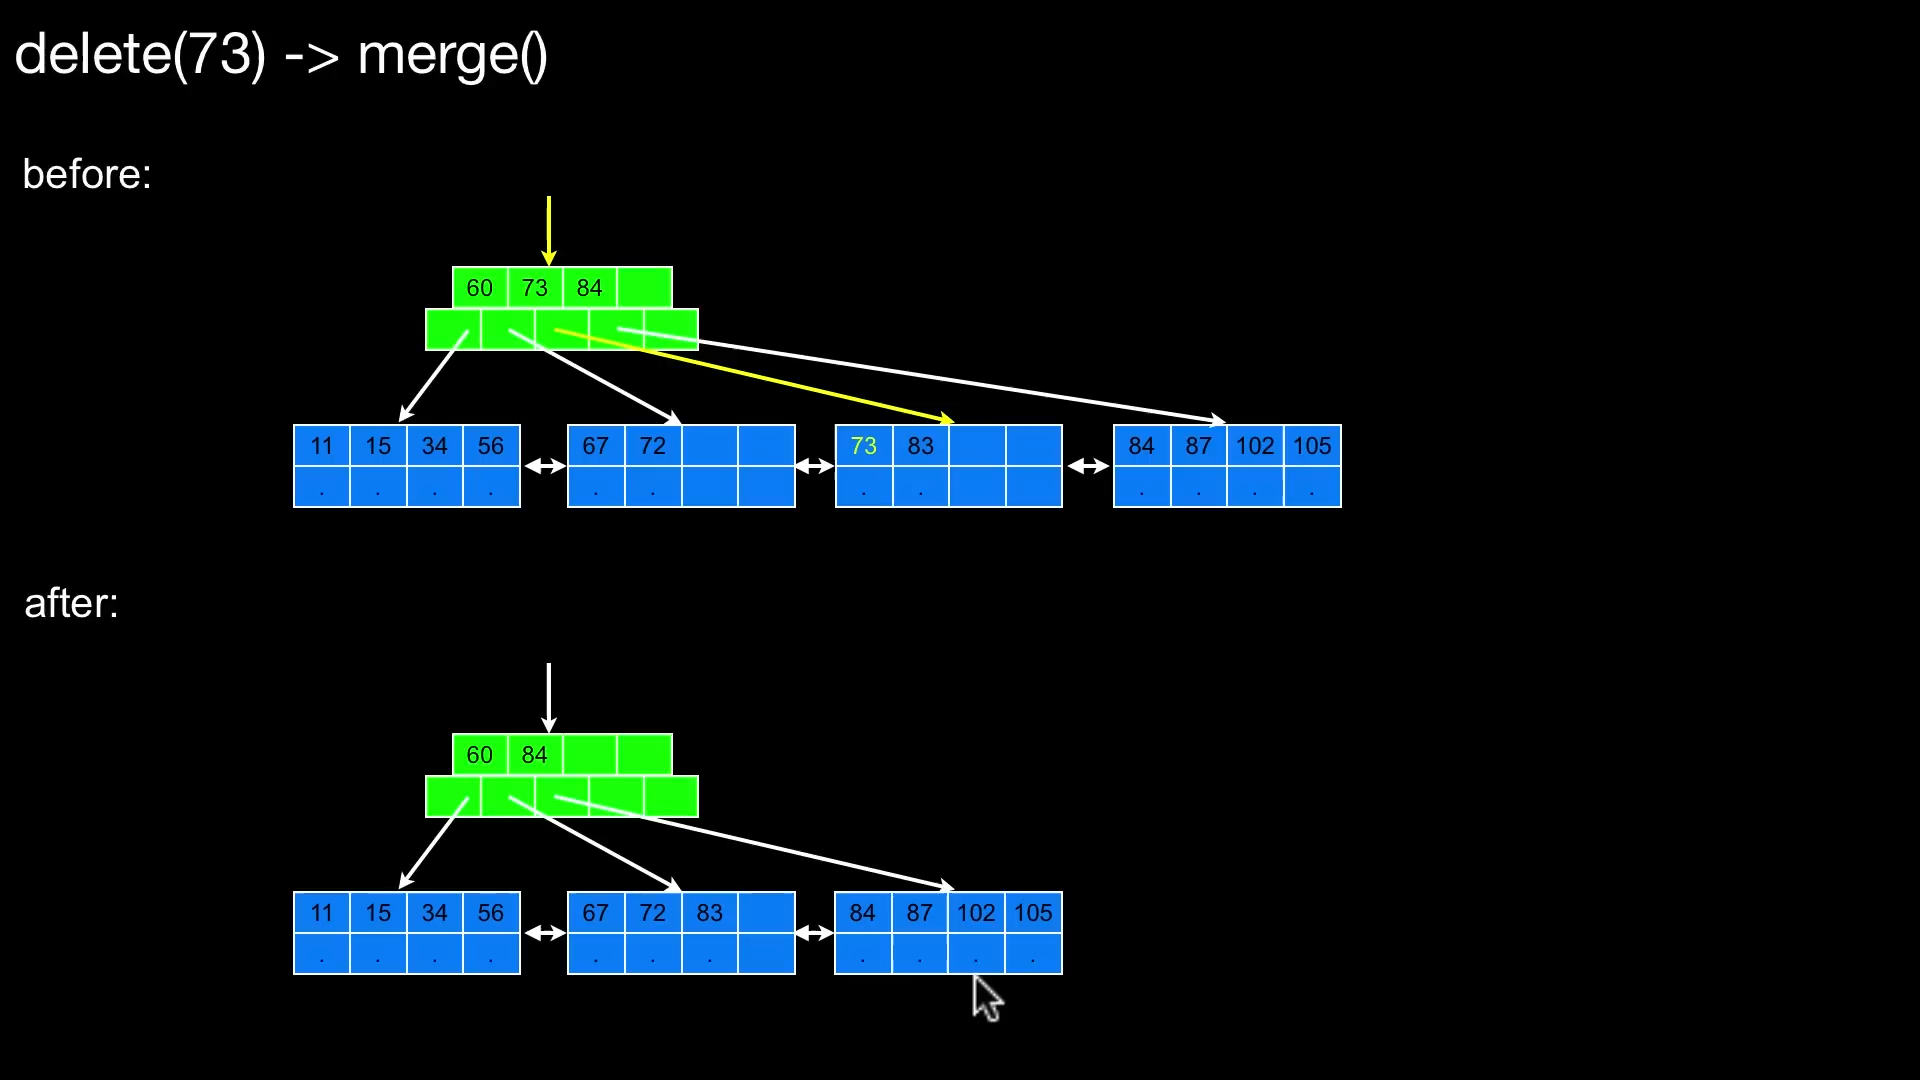 delete(73) -> merge()
before:
60 73 84
11 15 34 56 67 72 73 83 84 87 102 105
. . . . . . . . . . . .
after:
60 84
11 15 34 56 67 72 83 84 87 102 105
. . . . . . . . . . .